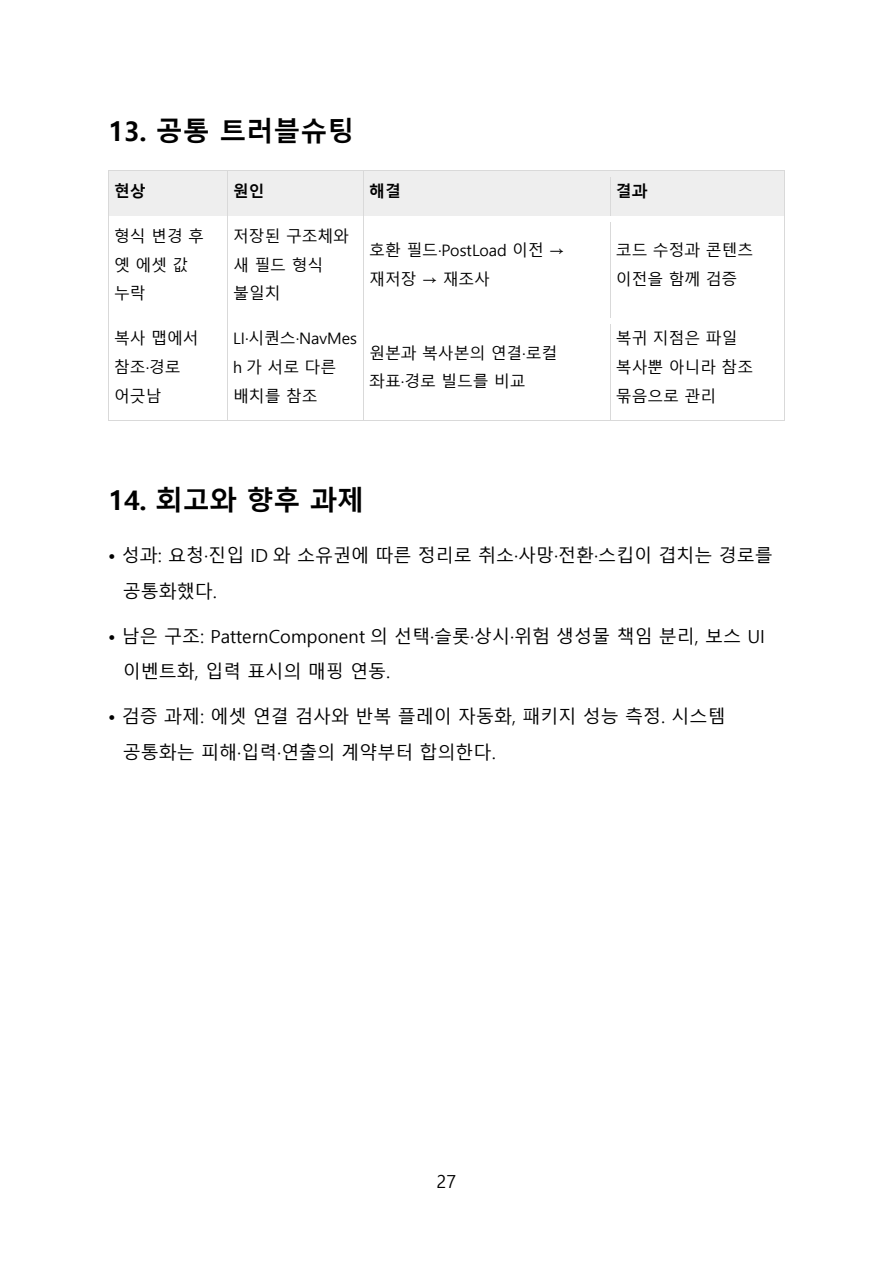 13. 공통 트러블슈팅
현상 원인 해결 결과
형식 변경 후
옛 에셋 값
누락
저장된 구조체와
새 필드 형식
불일치
호환 필드·PostLoad 이전 →
재저장 → 재조사
코드 수정과 콘텐츠
이전을 함께 검증
복사 맵에서
참조·경로
어긋남
LI·시퀀스·NavMes
h 가 서로 다른
배치를 참조
원본과 복사본의 연결·로컬
좌표·경로 빌드를 비교
복귀 지점은 파일
복사뿐 아니라 참조
묶음으로 관리
14. 회고와 향후 과제
• 성과: 요청·진입 ID 와 소유권에 따른 정리로 취소·사망·전환·스킵이 겹치는 경로를
공통화했다.
• 남은 구조: PatternComponent 의 선택·슬롯·상시·위험 생성물 책임 분리, 보스 UI
이벤트화, 입력 표시의 매핑 연동.
• 검증 과제: 에셋 연결 검사와 반복 플레이 자동화, 패키지 성능 측정. 시스템
공통화는 피해·입력·연출의 계약부터 합의한다.
27